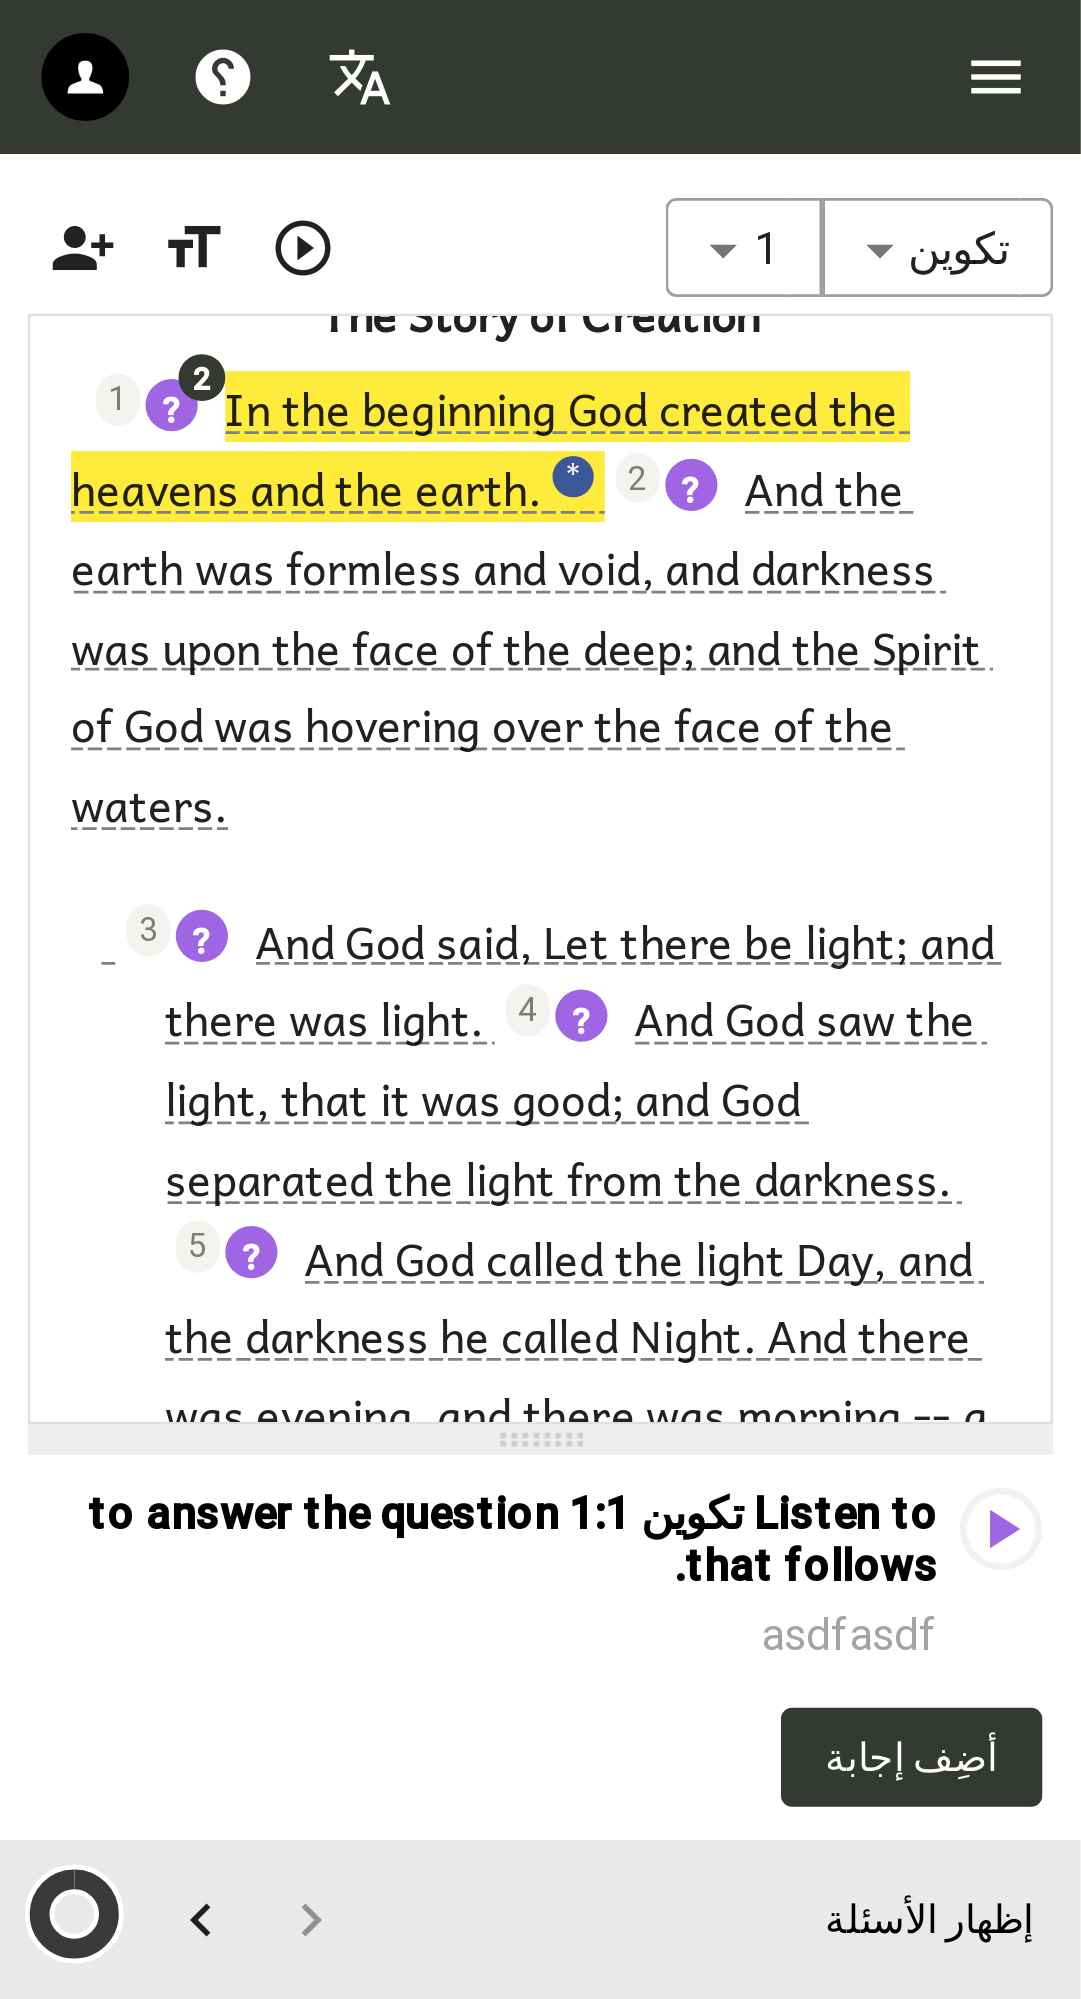 تكوين 1
The Story of Creation
1 ? 2 In the beginning God created the
heavens and the earth. * 2 ? And the
earth was formless and void, and darkness
was upon the face of the deep; and the Spirit
of God was hovering over the face of the
waters.
3 ? And God said, Let there be light; and
there was light. 4 ? And God saw the
light, that it was good; and God
separated the light from the darkness.
5 ? And God called the light Day, and
the darkness he called Night. And there
was evening, and there was morning -- a
to answer the question 1:1 تكوين Listen to
.that follows
asdfasdf
أضِف إجابة
إظهار الأسئلة